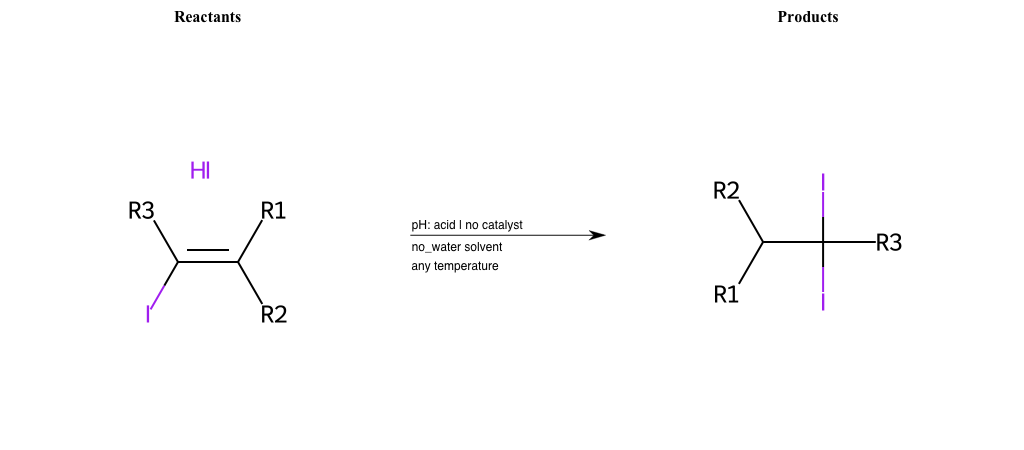 Reactants
Products
HI
R3
R1
I
R2
pH: acid | no catalyst
no_water solvent
any temperature
R2
I
R3
R1
I